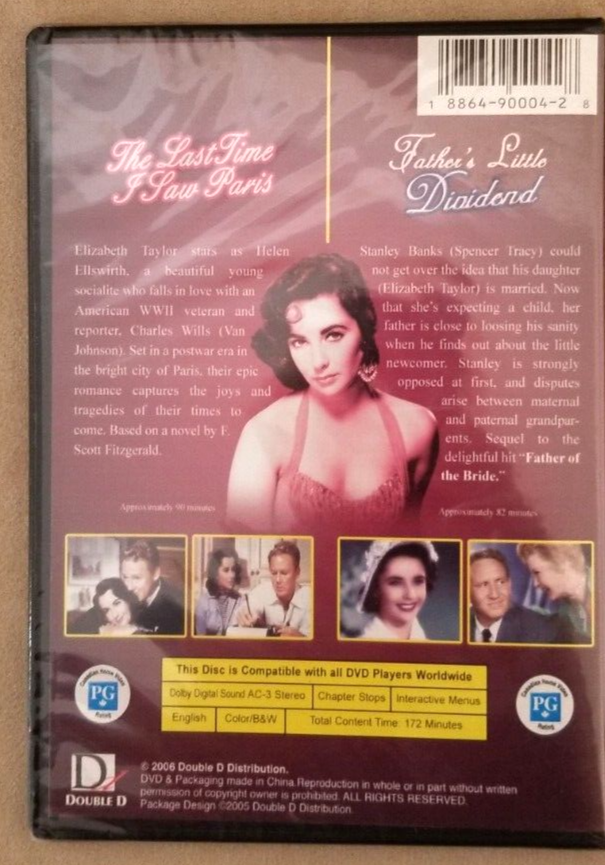 1 8864-90004-2 8
The Last Time
I Saw Paris
Father's Little
Dividend
Elizabeth Taylor stars as Helen
Ellswirth, a beautiful young
socialite who falls in love with an
American WWII veteran and
reporter, Charles Wills (Van
Johnson). Set in a postwar era in
the bright city of Paris, their epic
romance captures the joys and
tragedies of their times to
come. Based on a novel by F.
Scott Fitzgerald.
Approximately 90 minutes
Stanley Banks (Spencer Tracy) could
not get over the idea that his daughter
(Elizabeth Taylor) is married. Now
that she's expecting a child, her
father is close to loosing his sanity
when he finds out about the little
newcomer. Stanley is strongly
opposed at first, and disputes
arise between maternal
and paternal grandpar-
ents. Sequel to the
delightful hit "Father of
the Bride."
Approximately 82 minutes
Canadian Home Video
PG
Rating
This Disc is Compatible with all DVD Players Worldwide
Dolby Digital Sound AC-3 Stereo Chapter Stops Interactive Menus
English Color/B&W Total Content Time: 172 Minutes
Canadian Home Video
PG
Rating
D
DOUBLE D
© 2006 Double D Distribution.
DVD & Packaging made in China.Reproduction in whole or in part without written
permission of copyright owner is prohibited. ALL RIGHTS RESERVED.
Package Design ©2005 Double D Distribution.